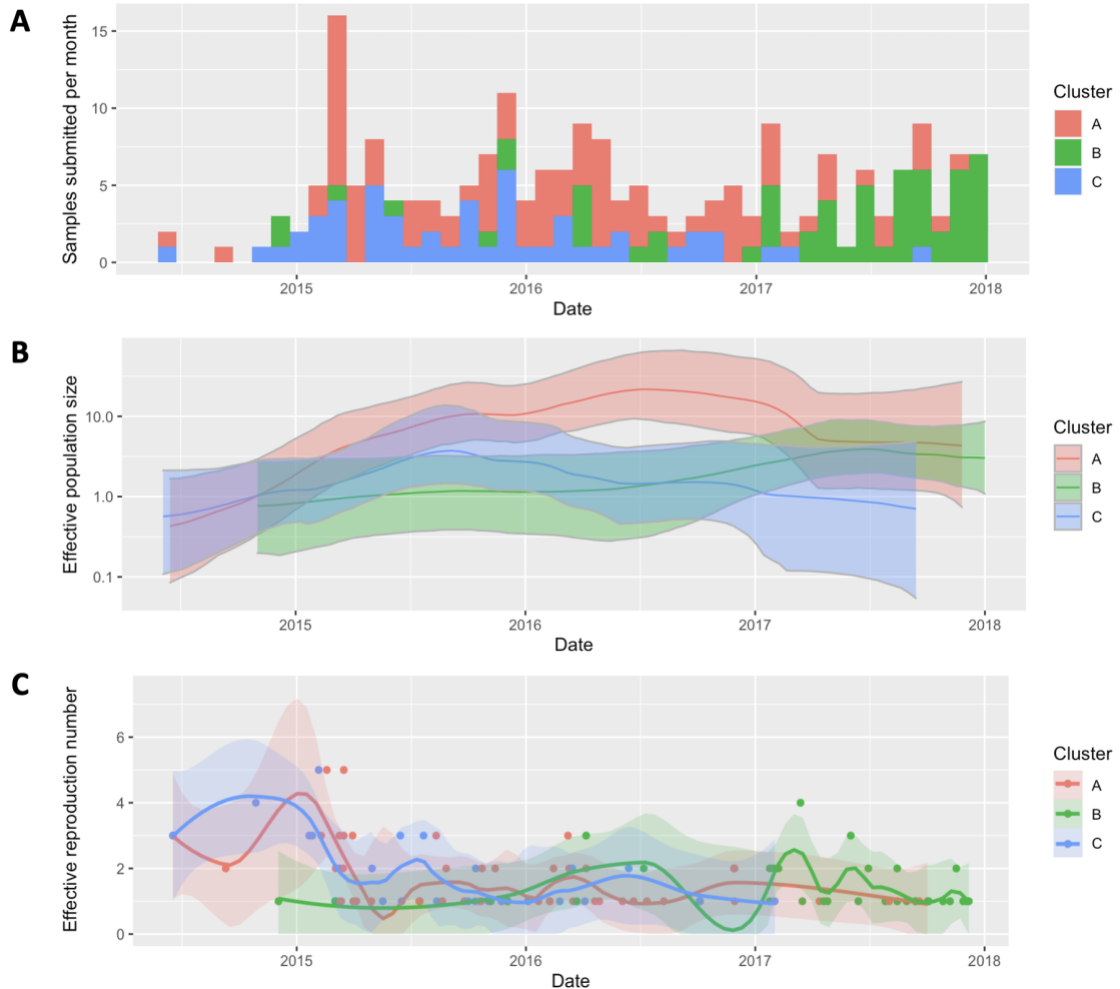 A
Samples submitted per month
15
10
5
0
2015 2016 2017 2018
Date
Cluster
A
B
C
B
Effective population size
10.0
1.0
0.1
2015 2016 2017 2018
Date
Cluster
A
B
C
C
Effective reproduction number
6
4
2
0
2015 2016 2017 2018
Date
Cluster
A
B
C